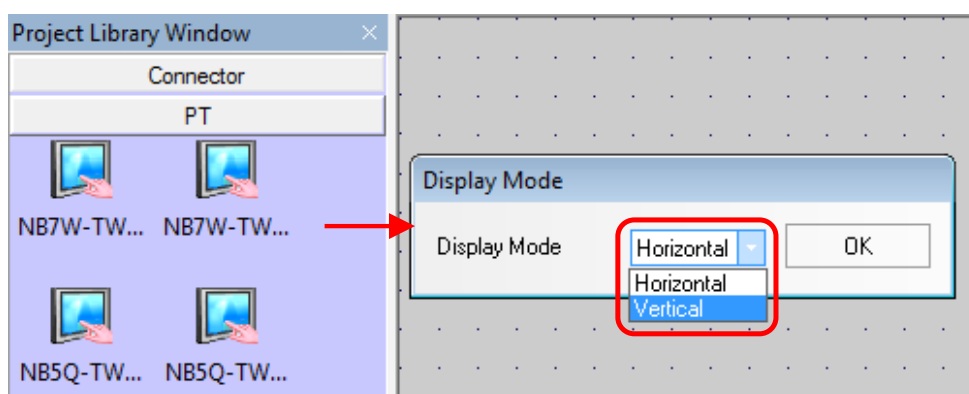 Project Library Window
Connector
PT
NB7W-TW... NB7W-TW...
NB5Q-TW... NB5Q-TW...
Display Mode
Display Mode
Horizontal
OK
Horizontal
Vertical